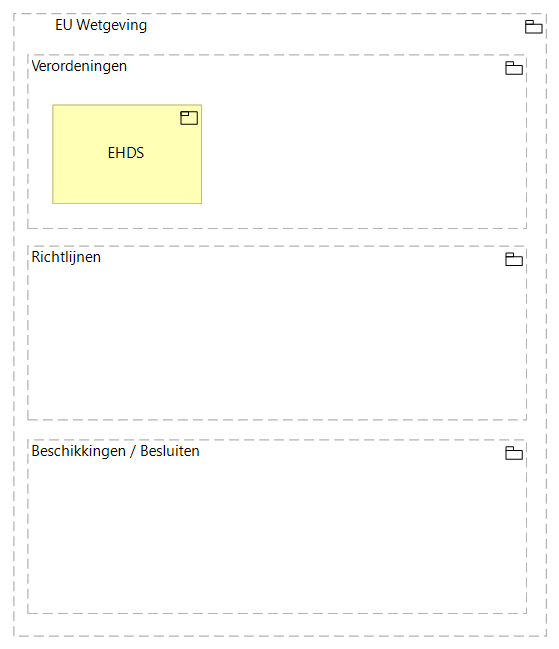 EU Wetgeving
Verordeningen
EHDS
Richtlijnen
Beschikkingen / Besluiten